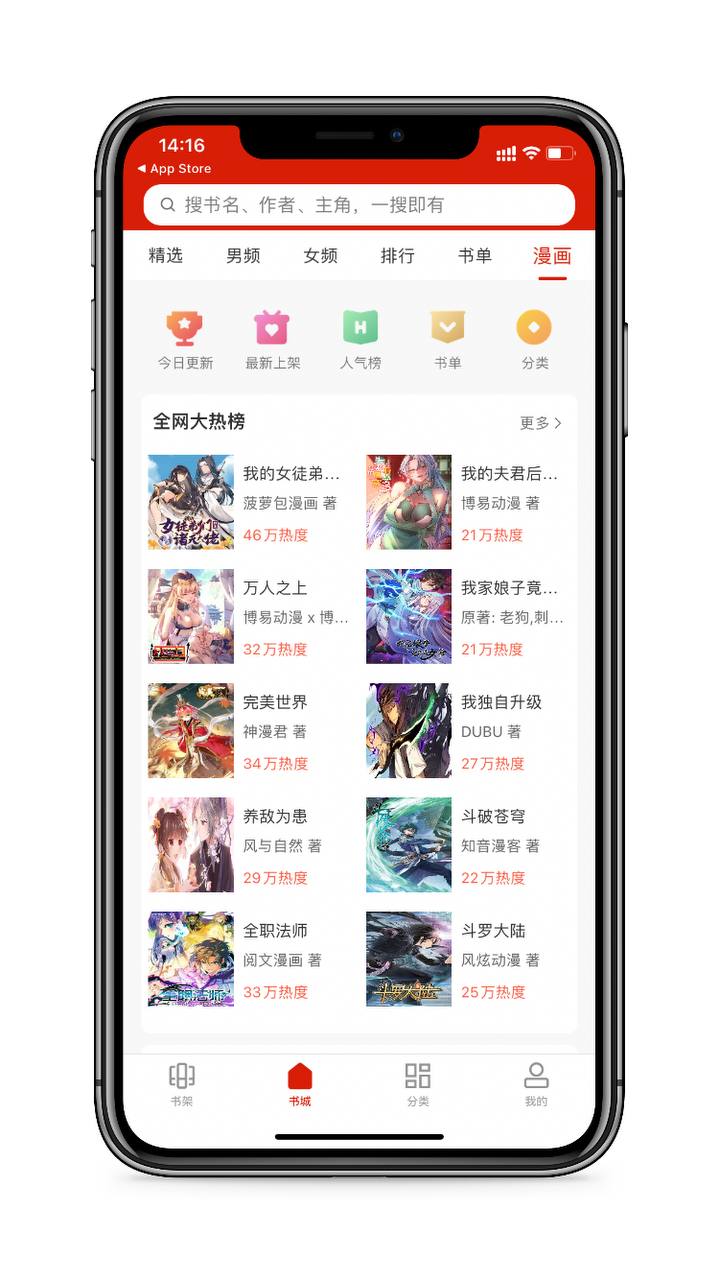 14:16
App Store
搜书名、作者、主角，一搜即有
精选 男频 女频 排行 书单 漫画
今日更新 最新上架 人气榜 书单 分类
全网大热榜 更多
我的女徒弟... 我的夫君后...
菠萝包漫画 著 博易动漫 著
46万热度 21万热度
万人之上 我家娘子竟...
博易动漫 x 博... 原著: 老狗,刺...
32万热度 21万热度
完美世界 我独自升级
神漫君 著 DUBU 著
34万热度 27万热度
养敌为患 斗破苍穹
风与自然 著 知音漫客 著
29万热度 22万热度
全职法师 斗罗大陆
阅文漫画 著 风炫动漫 著
33万热度 25万热度
全职法师 斗罗大陆
书架 书城 分类 我的